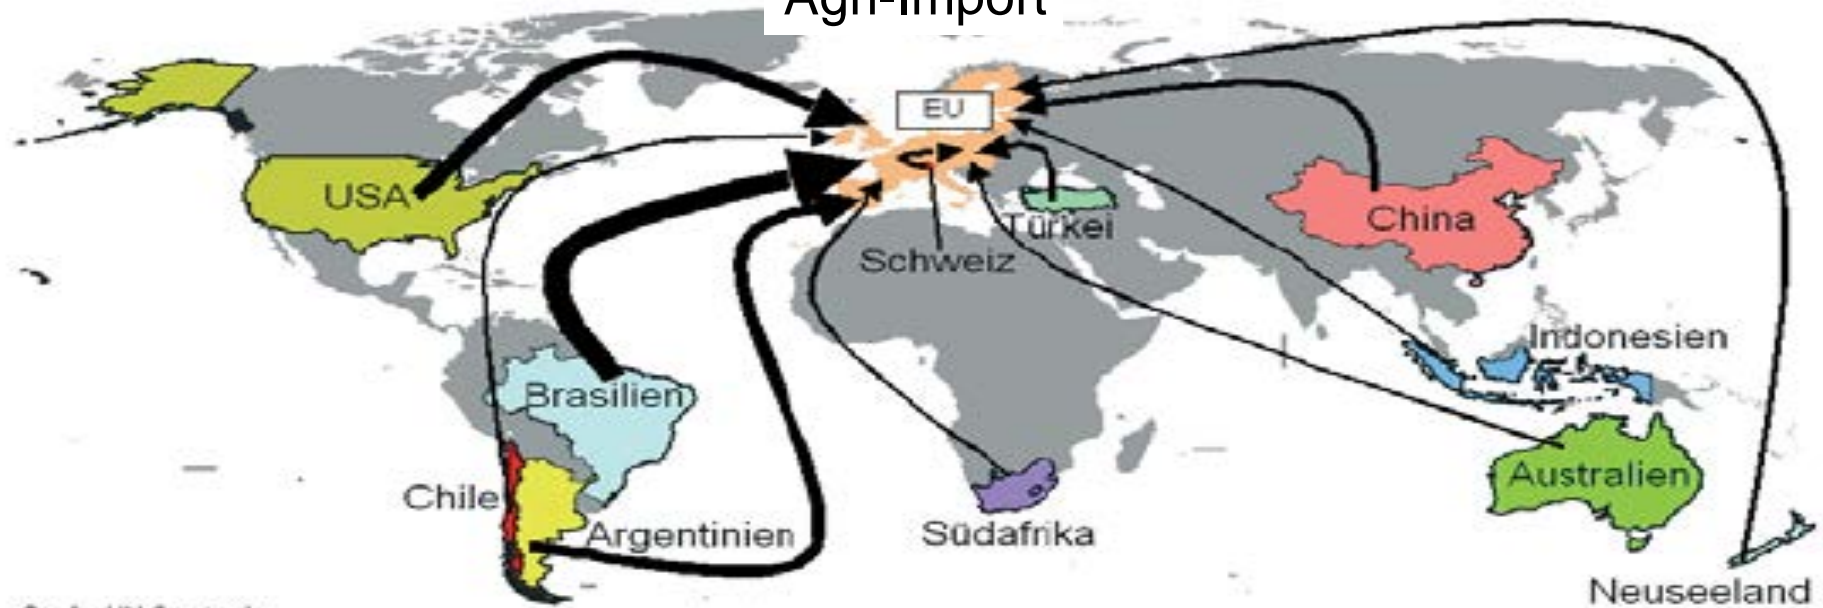 Agri-Import
EU
USA
China
Türkei
Schweiz
Indonesien
Brasilien
Australien
Chile
Argentinien
Südafrika
Neuseeland